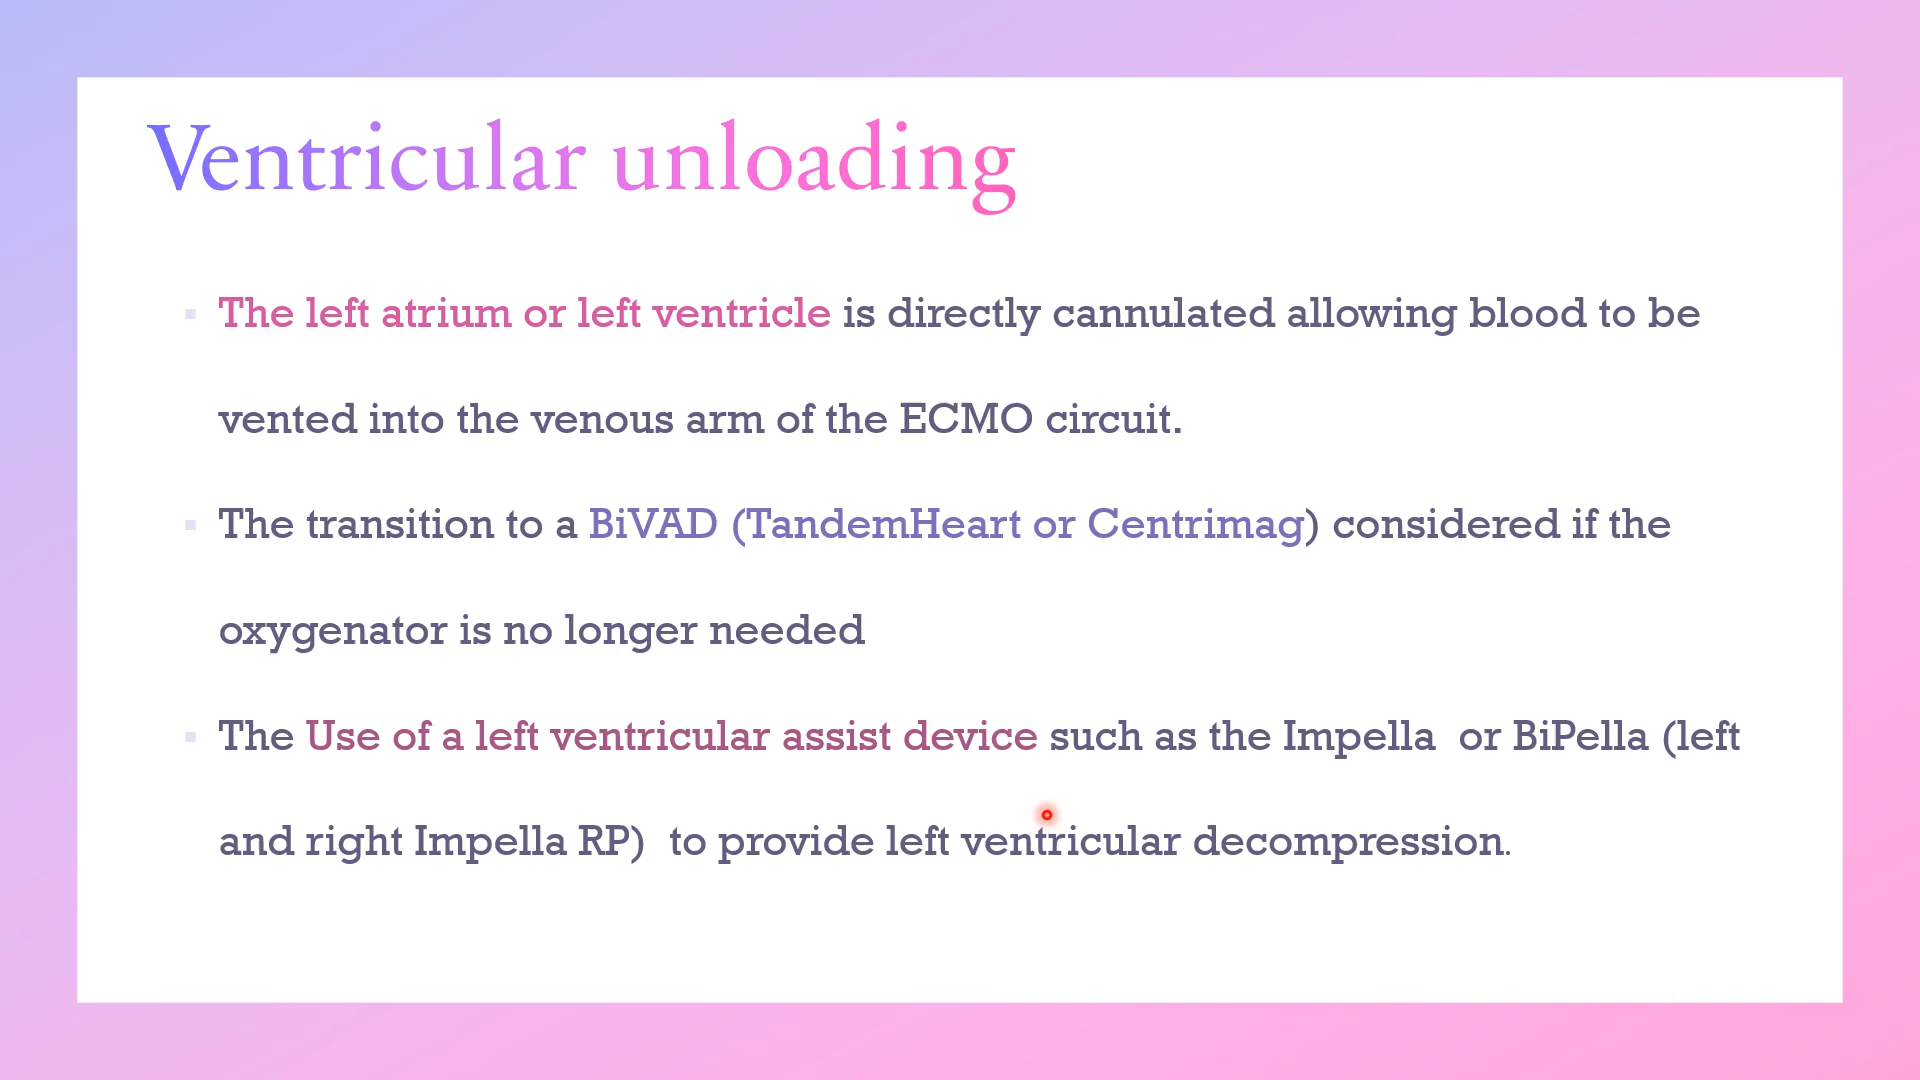 Ventricular unloading
The left atrium or left ventricle is directly cannulated allowing blood to be
vented into the venous arm of the ECMO circuit.
The transition to a BiVAD (TandemHeart or Centrimag) considered if the
oxygenator is no longer needed
The Use of a left ventricular assist device such as the Impella  or BiPella (left
and right Impella RP)  to provide left ventricular decompression.